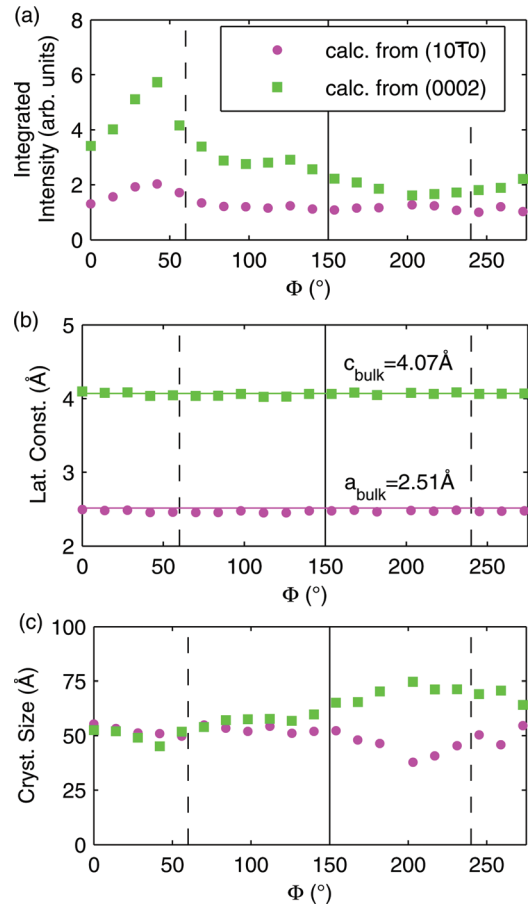 (a)
Integrated
Intensity (arb. units)
8
6
4
2
0
calc. from (101̅0)
calc. from (0002)
0 50 100 150 200 250
Φ (°)
(b)
Lat. Const. (Å)
5
4
3
2
c_bulk=4.07Å
a_bulk=2.51Å
0 50 100 150 200 250
Φ (°)
(c)
Cryst. Size (Å)
100
75
50
25
0
0 50 100 150 200 250
Φ (°)